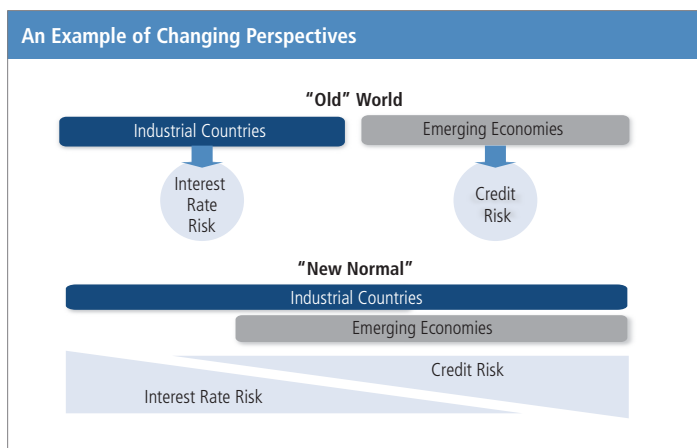 An Example of Changing Perspectives
“Old” World
Industrial Countries
Emerging Economies
Interest
Rate
Risk
Credit
Risk
“New Normal”
Industrial Countries
Emerging Economies
Credit Risk
Interest Rate Risk